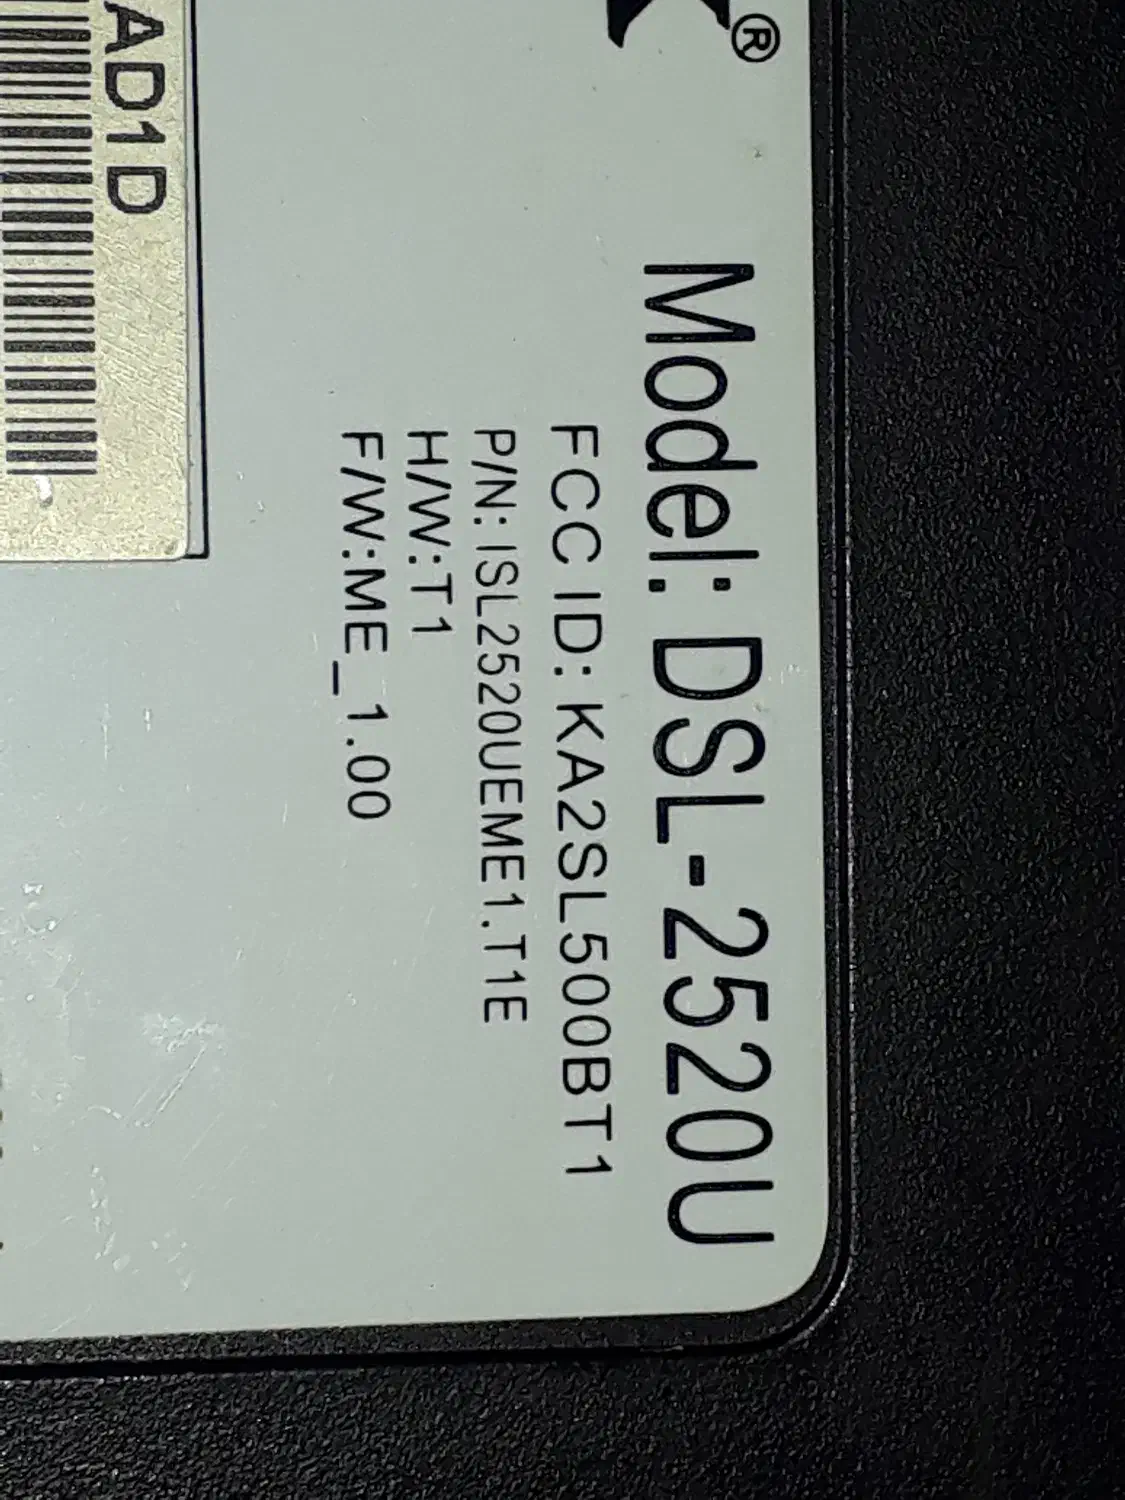 ®
Model: DSL-2520U
FCC ID: KA2SL500BT1
P/N: ISL2520UEME1.T1E
H/W:T1
F/W:ME_1.00
AD1D